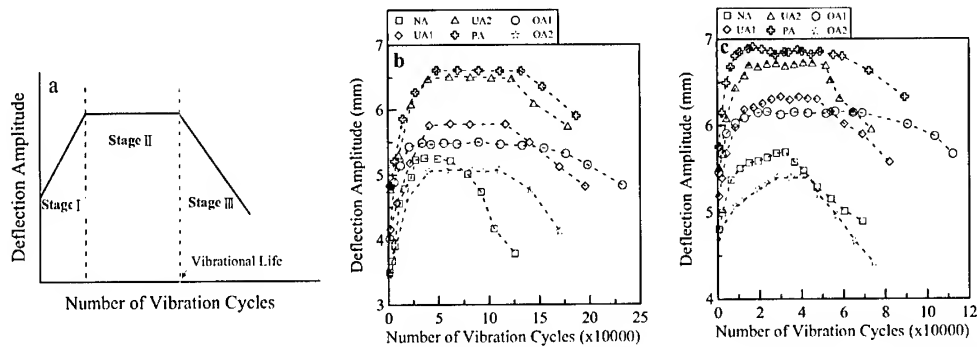 a
Deflection Amplitude
Stage I
Stage II
Stage III
Vibrational Life
Number of Vibration Cycles
NA UA2 OA1
UA1 PA OA2
b
Deflection Amplitude (mm)
7
6
5
4
3
0 5 10 15 20 25
Number of Vibration Cycles (x10000)
NA UA2 OA1
UA1 PA OA2
c
Deflection Amplitude (mm)
7
6
5
4
0 2 4 6 8 10 12
Number of Vibration Cycles (x10000)